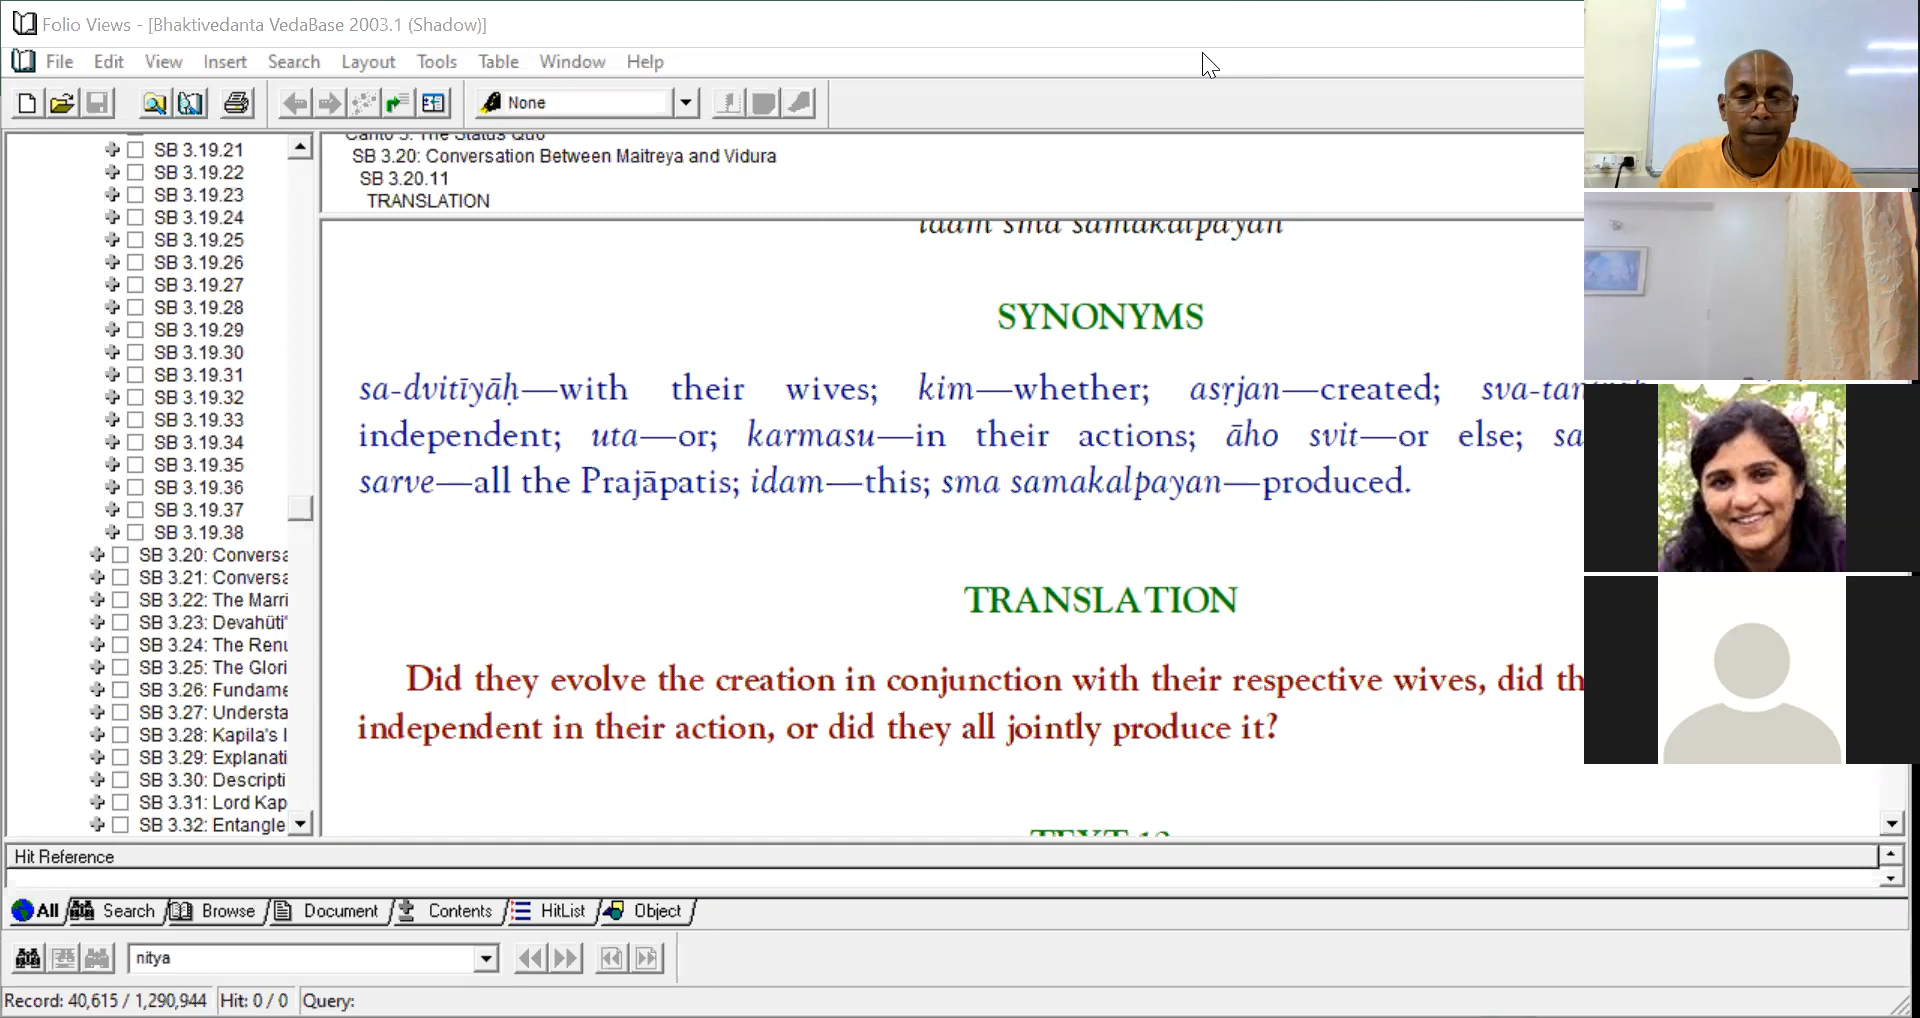 Folio Views - [Bhaktivedanta VedaBase 2003.1 (Shadow)]
File Edit View Insert Search Layout Tools Table Window Help
None
SB 3.19.21
SB 3.19.22
SB 3.19.23
SB 3.19.24
SB 3.19.25
SB 3.19.26
SB 3.19.27
SB 3.19.28
SB 3.19.29
SB 3.19.30
SB 3.19.31
SB 3.19.32
SB 3.19.33
SB 3.19.34
SB 3.19.35
SB 3.19.36
SB 3.19.37
SB 3.19.38
SB 3.20: Conversa
SB 3.21: Conversa
SB 3.22: The Marri
SB 3.23: Devahūti'
SB 3.24: The Renu
SB 3.25: The Glori
SB 3.26: Fundame
SB 3.27: Understa
SB 3.28: Kapila's I
SB 3.29: Explanati
SB 3.30: Descripti
SB 3.31: Lord Kap
SB 3.32: Entangle
Canto 3: The Status Quo
SB 3.20: Conversation Between Maitreya and Vidura
SB 3.20.11
TRANSLATION
idam sma samakalpayan
SYNONYMS
sa-dvitīyāḥ—with their wives; kim—whether; asṛjan—created;
independent; uta—or; karmasu—in their actions; āho svit—or else; sa
sarve—all the Prajāpatis; idam—this; sma samakalpayan—produced.
TRANSLATION
Did they evolve the creation in conjunction with their respective wives, did th
independent in their action, or did they all jointly produce it?
Hit Reference
All Search Browse Document Contents HitList Object
nitya
Record: 40,615 / 1,290,944 Hit: 0 / 0 Query: